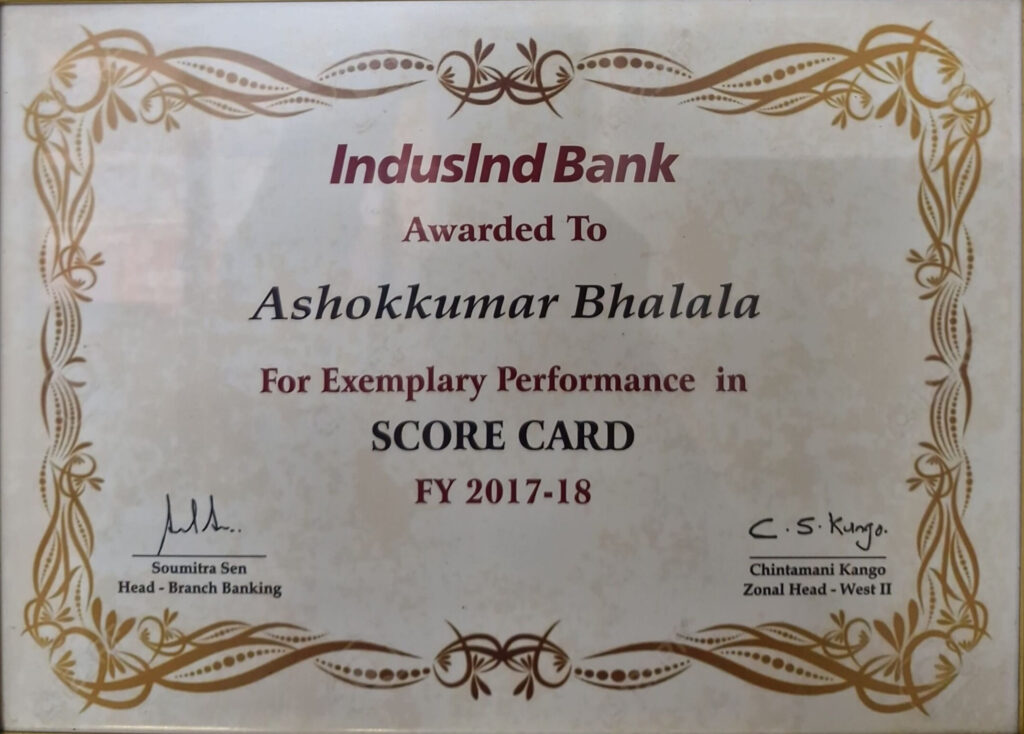 IndusInd Bank
Awarded To
Ashokkumar Bhalala
For Exemplary Performance in
SCORE CARD
FY 2017-18
Soumitra Sen
Head - Branch Banking
C. S. Kango.
Chintamani Kango
Zonal Head - West II